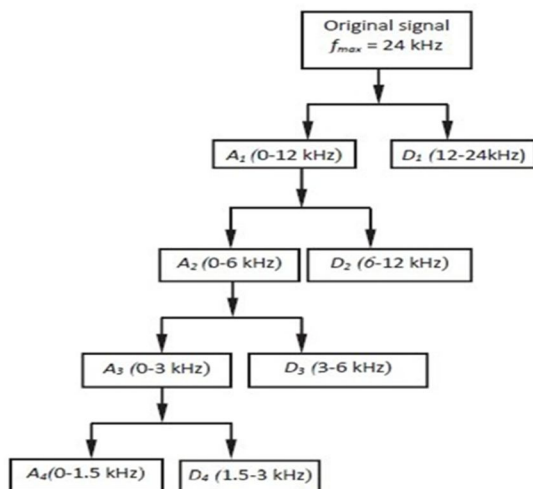 Original signal
fmax = 24 kHz
A1 (0-12 kHz)
D1 (12-24kHz)
A2 (0-6 kHz)
D2 (6-12 kHz)
A3 (0-3 kHz)
D3 (3-6 kHz)
A4(0-1.5 kHz)
D4 (1.5-3 kHz)